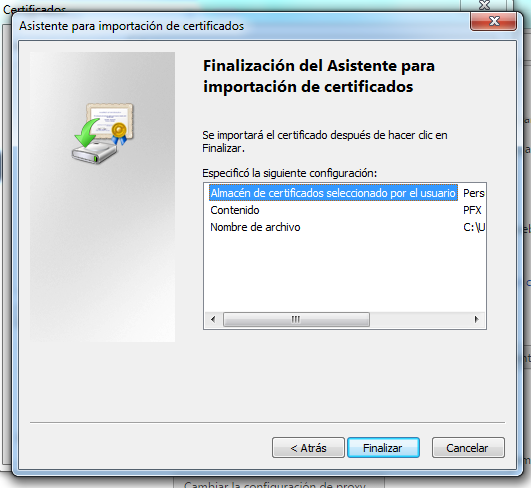 Certificados
Asistente para importación de certificados
Finalización del Asistente para
importación de certificados
Se importará el certificado después de hacer clic en
Finalizar.
Especificó la siguiente configuración:
Almacén de certificados seleccionado por el usuario Pers
Contenido PFX
Nombre de archivo C:\U
< Atrás Finalizar Cancelar
Cambiar la configuración de proxy